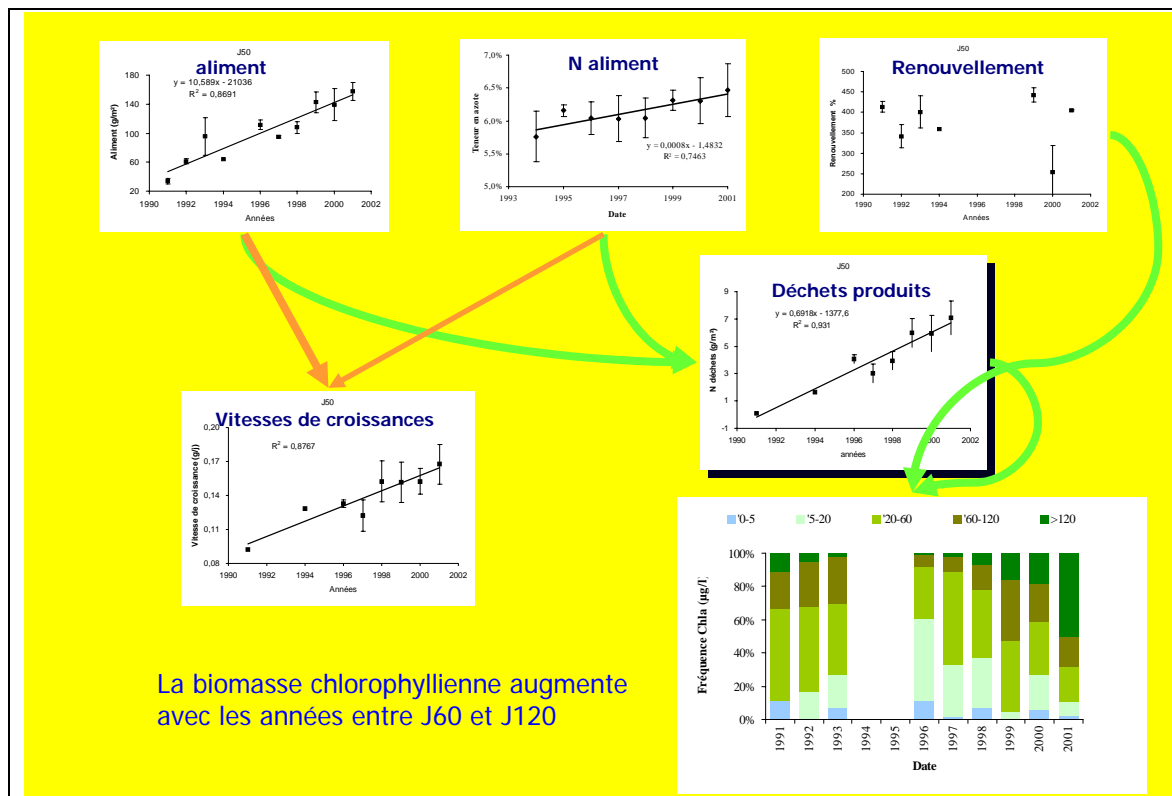 J50
aliment
y = 10,589x - 21036
R² = 0,8691
Aliment (g/m²)
180
140
100
60
20
1990 1992 1994 1996 1998 2000 2002
Années
N aliment
Teneur en azote
7,0%
6,5%
6,0%
5,5%
5,0%
y = 0,0008x - 1,4832
R² = 0,7463
1993 1995 1997 1999 2001
Date
J50
Renouvellement
Renouvellement %
500
450
400
350
300
250
200
1990 1992 1994 1996 1998 2000 2002
Années
J50
Déchets produits
y = 0,6918x - 1377,6
R² = 0,931
N déchets (g/m²)
9
7
5
3
1
-1
1990 1992 1994 1996 1998 2000 2002
années
J50
Vitesses de croissances
R² = 0,8767
Vitesse de croissance (g/j)
0,20
0,17
0,14
0,11
0,08
1990 1992 1994 1996 1998 2000 2002
Années
'0-5 '5-20 '20-60 '60-120 >120
Fréquence Chla (µg/l
100%
80%
60%
40%
20%
0%
1991 1992 1993 1994 1995 1996 1997 1998 1999 2000 2001
Date
La biomasse chlorophyllienne augmente
avec les années entre J60 et J120